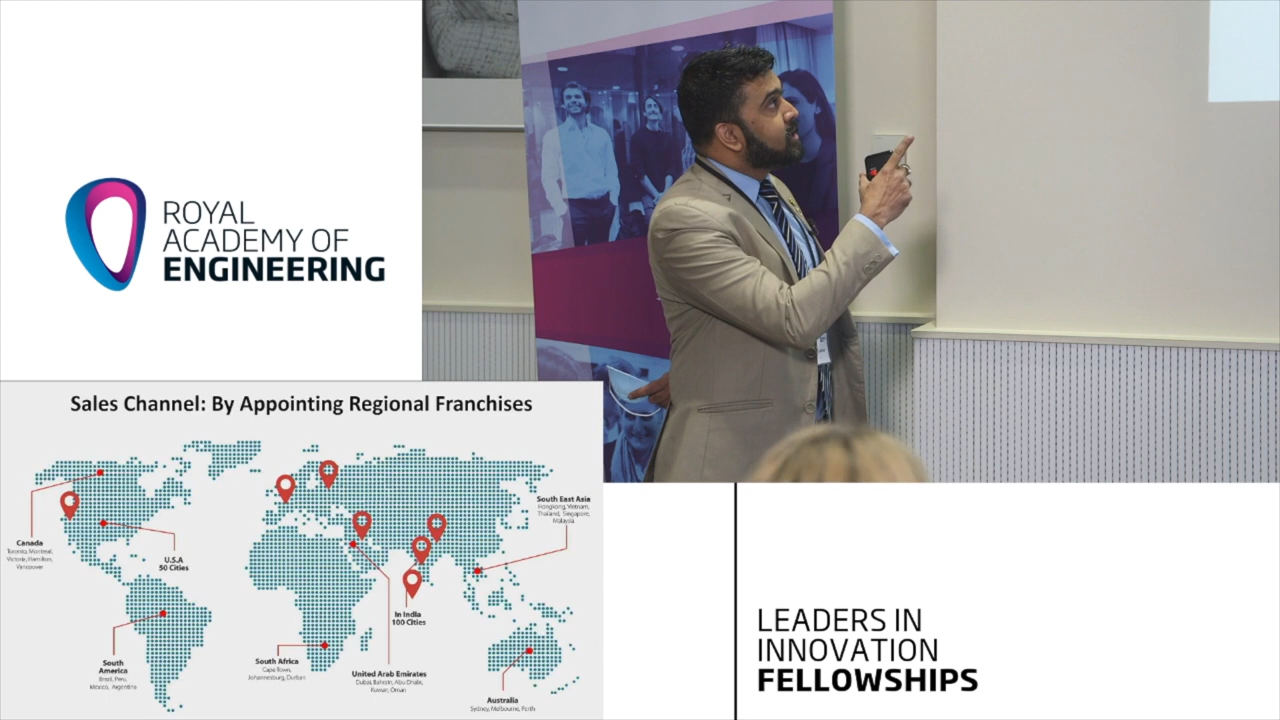 ROYAL
ACADEMY OF
ENGINEERING
Sales Channel: By Appointing Regional Franchises
Canada
Toronto, Montreal,
Victoria, Hamilton,
Vancouver
U.S.A
50 Cities
South East Asia
Hongkong, Vietnam,
Thailand, Singapore,
Malaysia
In India
100 Cities
South
America
Brazil, Peru,
Mexico, Argentina
South Africa
Cape Town,
Johannesburg, Durban
United Arab Emirates
Dubai, Bahrain, Abu Dhabi,
Kuwait, Oman
Australia
Sydney, Melbourne, Perth
LEADERS IN
INNOVATION
FELLOWSHIPS